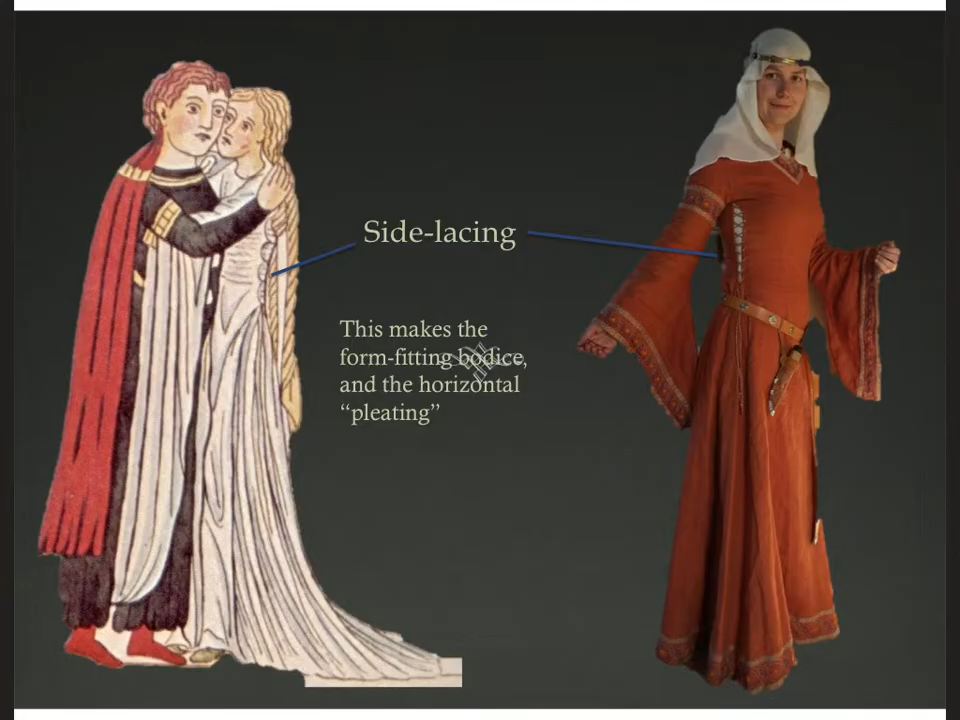 Side-lacing
This makes the
form-fitting bodice,
and the horizontal
“pleating”